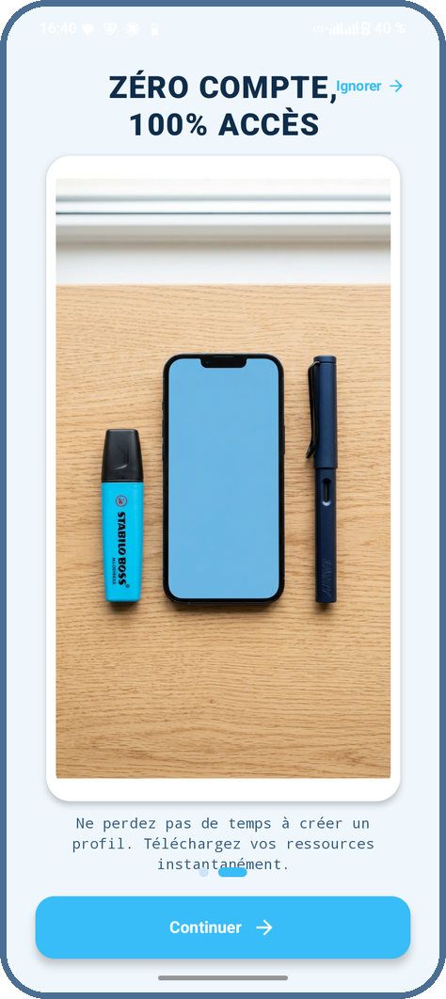 16:40
40 %
ZÉRO COMPTE,
Ignorer →
100% ACCÈS
STABILO BOSS
LAMY
Ne perdez pas de temps à créer un
profil. Téléchargez vos ressources
instantanément.
Continuer →